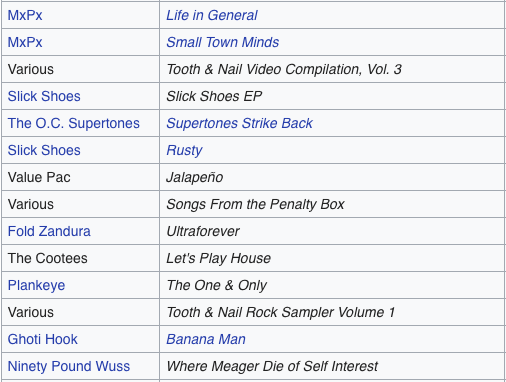 MxPx Life in General
MxPx Small Town Minds
Various Tooth & Nail Video Compilation, Vol. 3
Slick Shoes Slick Shoes EP
The O.C. Supertones Supertones Strike Back
Slick Shoes Rusty
Value Pac Jalapeño
Various Songs From the Penalty Box
Fold Zandura Ultraforever
The Cootees Let's Play House
Plankeye The One & Only
Various Tooth & Nail Rock Sampler Volume 1
Ghoti Hook Banana Man
Ninety Pound Wuss Where Meager Die of Self Interest